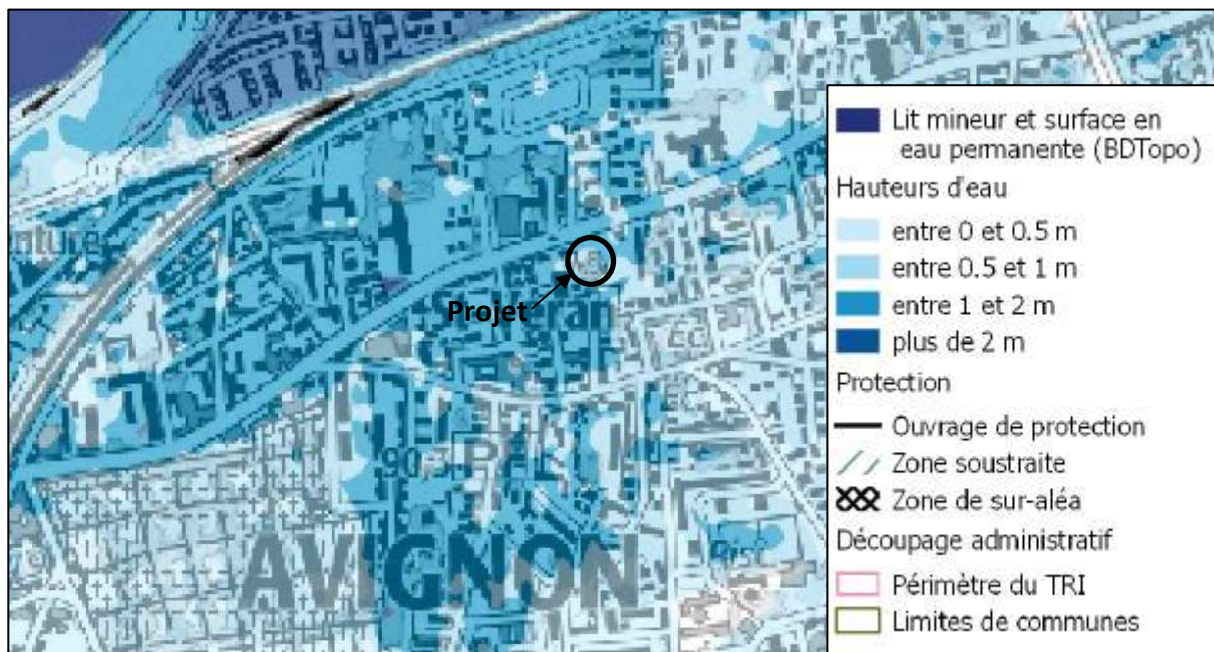 Projet
AVIGNON
Lit mineur et surface en
eau permanente (BDTopo)
Hauteurs d'eau
entre 0 et 0.5 m
entre 0.5 et 1 m
entre 1 et 2 m
plus de 2 m
Protection
Ouvrage de protection
Zone soustraite
Zone de sur-aléa
Découpage administratif
Périmètre du TRI
Limites de communes